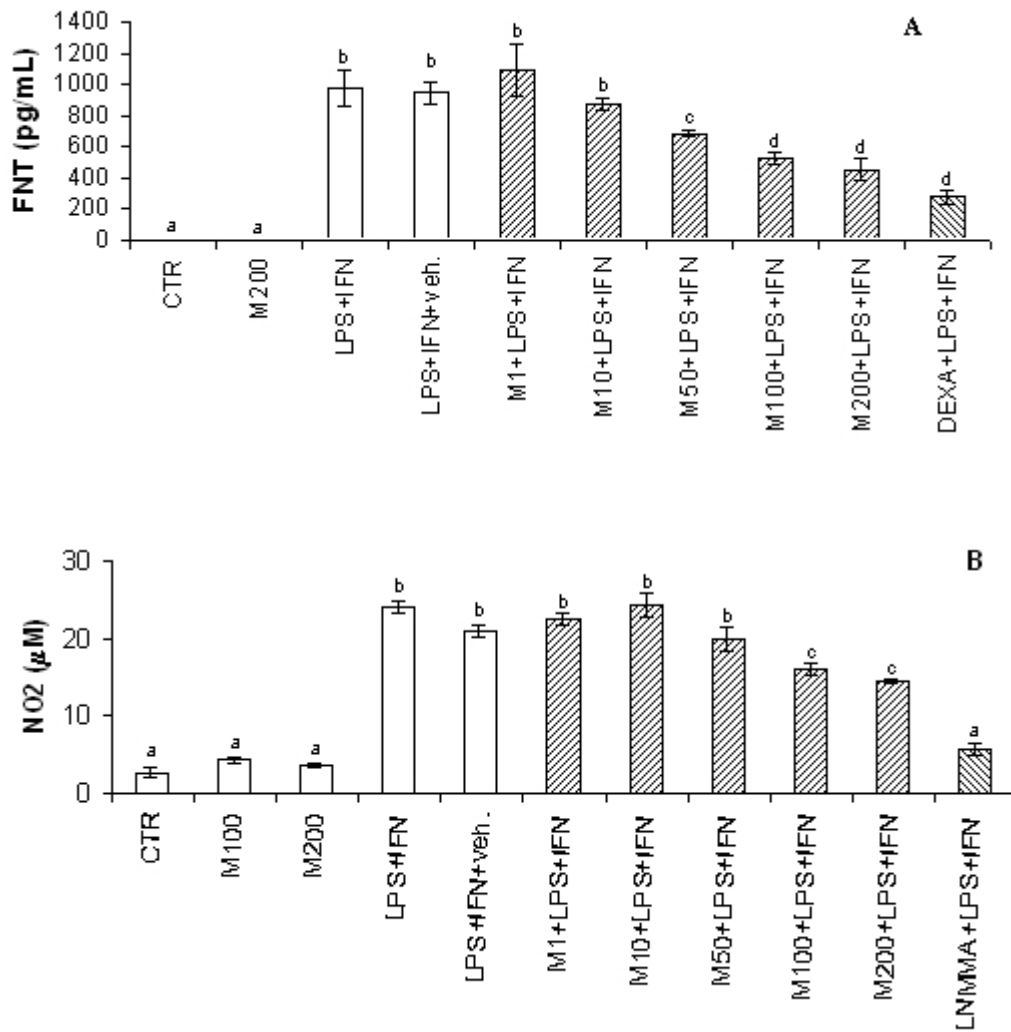 A
FNT (pg/mL)
1400
1200
1000
800
600
400
200
0
a
a
b
b
b
b
c
d
d
d
CTR
M200
LPS+IFN
LPS+IFN+veh.
M1+LPS+IFN
M10+LPS+IFN
M50+LPS+IFN
M100+LPS+IFN
M200+LPS+IFN
DEXA+LPS+IFN
B
NO2 (µM)
30
20
10
0
a
a
a
b
b
b
b
b
c
c
a
CTR
M100
M200
LPS+IFN
LPS+IFN+veh.
M1+LPS+IFN
M10+LPS+IFN
M50+LPS+IFN
M100+LPS+IFN
M200+LPS+IFN
LNMMA+LPS+IFN